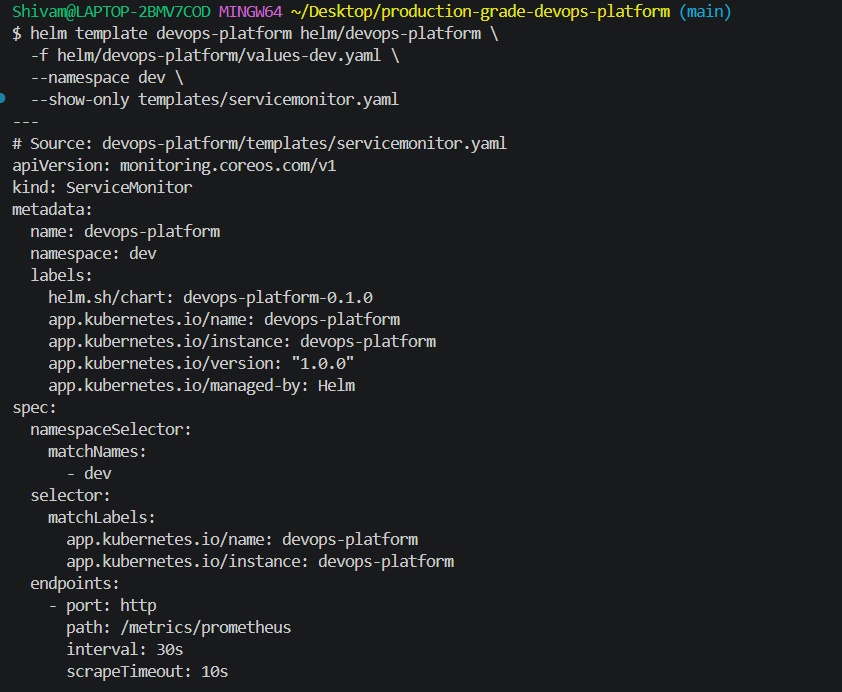 Shivam@LAPTOP-2BMV7COD MINGW64 ~/Desktop/production-grade-devops-platform (main)
$ helm template devops-platform helm/devops-platform \
  -f helm/devops-platform/values-dev.yaml \
  --namespace dev \
  --show-only templates/servicemonitor.yaml
---
# Source: devops-platform/templates/servicemonitor.yaml
apiVersion: monitoring.coreos.com/v1
kind: ServiceMonitor
metadata:
  name: devops-platform
  namespace: dev
  labels:
    helm.sh/chart: devops-platform-0.1.0
    app.kubernetes.io/name: devops-platform
    app.kubernetes.io/instance: devops-platform
    app.kubernetes.io/version: "1.0.0"
    app.kubernetes.io/managed-by: Helm
spec:
  namespaceSelector:
    matchNames:
      - dev
  selector:
    matchLabels:
      app.kubernetes.io/name: devops-platform
      app.kubernetes.io/instance: devops-platform
  endpoints:
    - port: http
      path: /metrics/prometheus
      interval: 30s
      scrapeTimeout: 10s